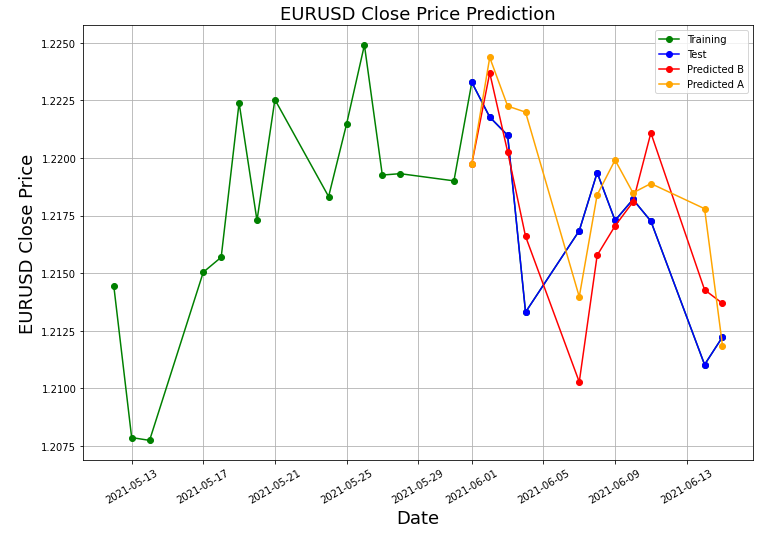 EURUSD Close Price Prediction
Training
Test
Predicted B
Predicted A
EURUSD Close Price
1.2250
1.2225
1.2200
1.2175
1.2150
1.2125
1.2100
1.2075
2021-05-13
2021-05-17
2021-05-21
2021-05-25
2021-05-29
2021-06-01
2021-06-05
2021-06-09
2021-06-13
Date